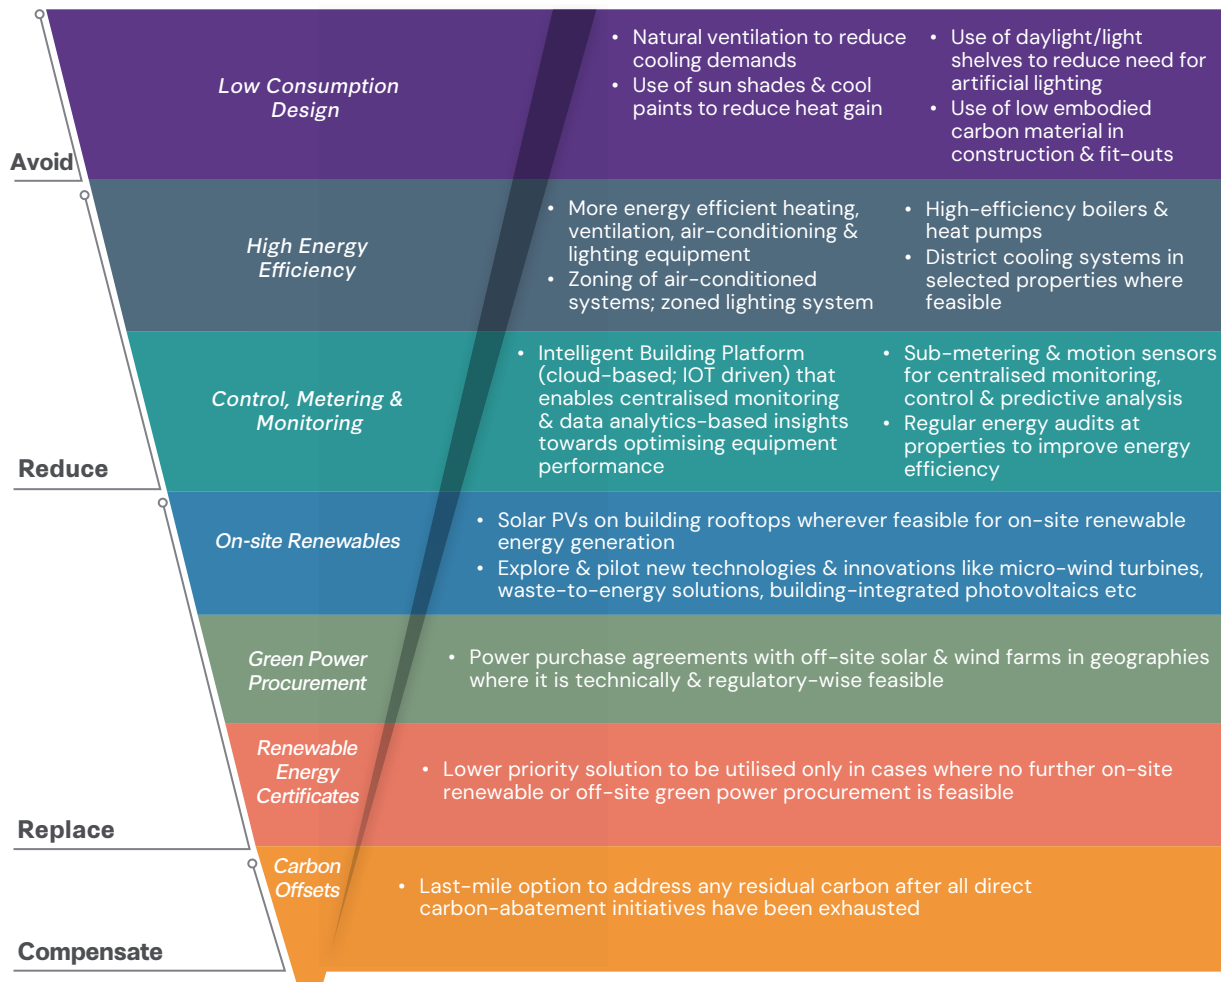 Low Consumption
Design
• Natural ventilation to reduce
cooling demands
• Use of sun shades & cool
paints to reduce heat gain
• Use of daylight/light
shelves to reduce need for
artificial lighting
• Use of low embodied
carbon material in
construction & fit-outs
Avoid
High Energy
Efficiency
• More energy efficient heating,
ventilation, air-conditioning &
lighting equipment
• Zoning of air-conditioned
systems; zoned lighting system
• High-efficiency boilers &
heat pumps
• District cooling systems in
selected properties where
feasible
Control, Metering &
Monitoring
• Intelligent Building Platform
(cloud-based; IOT driven) that
enables centralised monitoring
& data analytics-based insights
towards optimising equipment
performance
• Sub-metering & motion sensors
for centralised monitoring,
control & predictive analysis
• Regular energy audits at
properties to improve energy
efficiency
Reduce
On-site Renewables
• Solar PVs on building rooftops wherever feasible for on-site renewable
energy generation
• Explore & pilot new technologies & innovations like micro-wind turbines,
waste-to-energy solutions, building-integrated photovoltaics etc
Green Power
Procurement
• Power purchase agreements with off-site solar & wind farms in geographies
where it is technically & regulatory-wise feasible
Renewable
Energy
Certificates
• Lower priority solution to be utilised only in cases where no further on-site
renewable or off-site green power procurement is feasible
Replace
Carbon
Offsets
• Last-mile option to address any residual carbon after all direct
carbon-abatement initiatives have been exhausted
Compensate